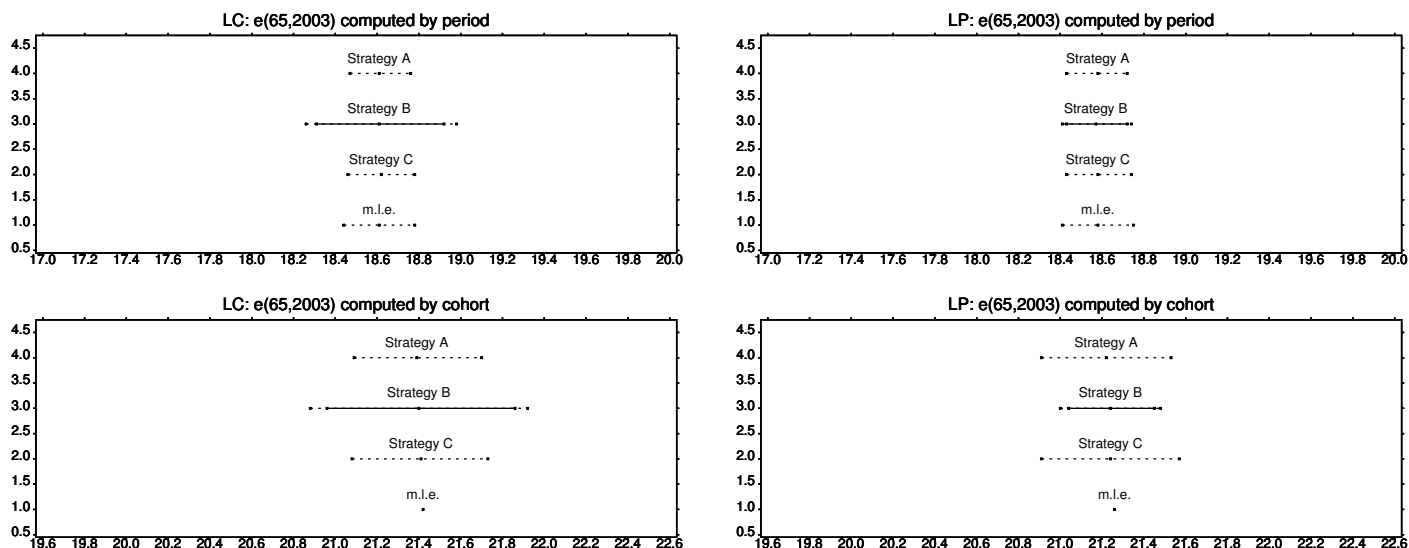 LC: e(65,2003) computed by period
4.5
Strategy A
4.0
3.5
Strategy B
3.0
2.5
Strategy C
2.0
1.5
m.l.e.
1.0
0.5
17.0 17.2 17.4 17.6 17.8 18.0 18.2 18.4 18.6 18.8 19.0 19.2 19.4 19.6 19.8 20.0
LP: e(65,2003) computed by period
4.5
Strategy A
4.0
3.5
Strategy B
3.0
2.5
Strategy C
2.0
1.5
m.l.e.
1.0
0.5
17.0 17.2 17.4 17.6 17.8 18.0 18.2 18.4 18.6 18.8 19.0 19.2 19.4 19.6 19.8 20.0
LC: e(65,2003) computed by cohort
4.5
Strategy A
4.0
3.5
Strategy B
3.0
2.5
Strategy C
2.0
1.5
m.l.e.
1.0
0.5
19.6 19.8 20.0 20.2 20.4 20.6 20.8 21.0 21.2 21.4 21.6 21.8 22.0 22.2 22.4 22.6
LP: e(65,2003) computed by cohort
4.5
Strategy A
4.0
3.5
Strategy B
3.0
2.5
Strategy C
2.0
1.5
m.l.e.
1.0
0.5
19.6 19.8 20.0 20.2 20.4 20.6 20.8 21.0 21.2 21.4 21.6 21.8 22.0 22.2 22.4 22.6